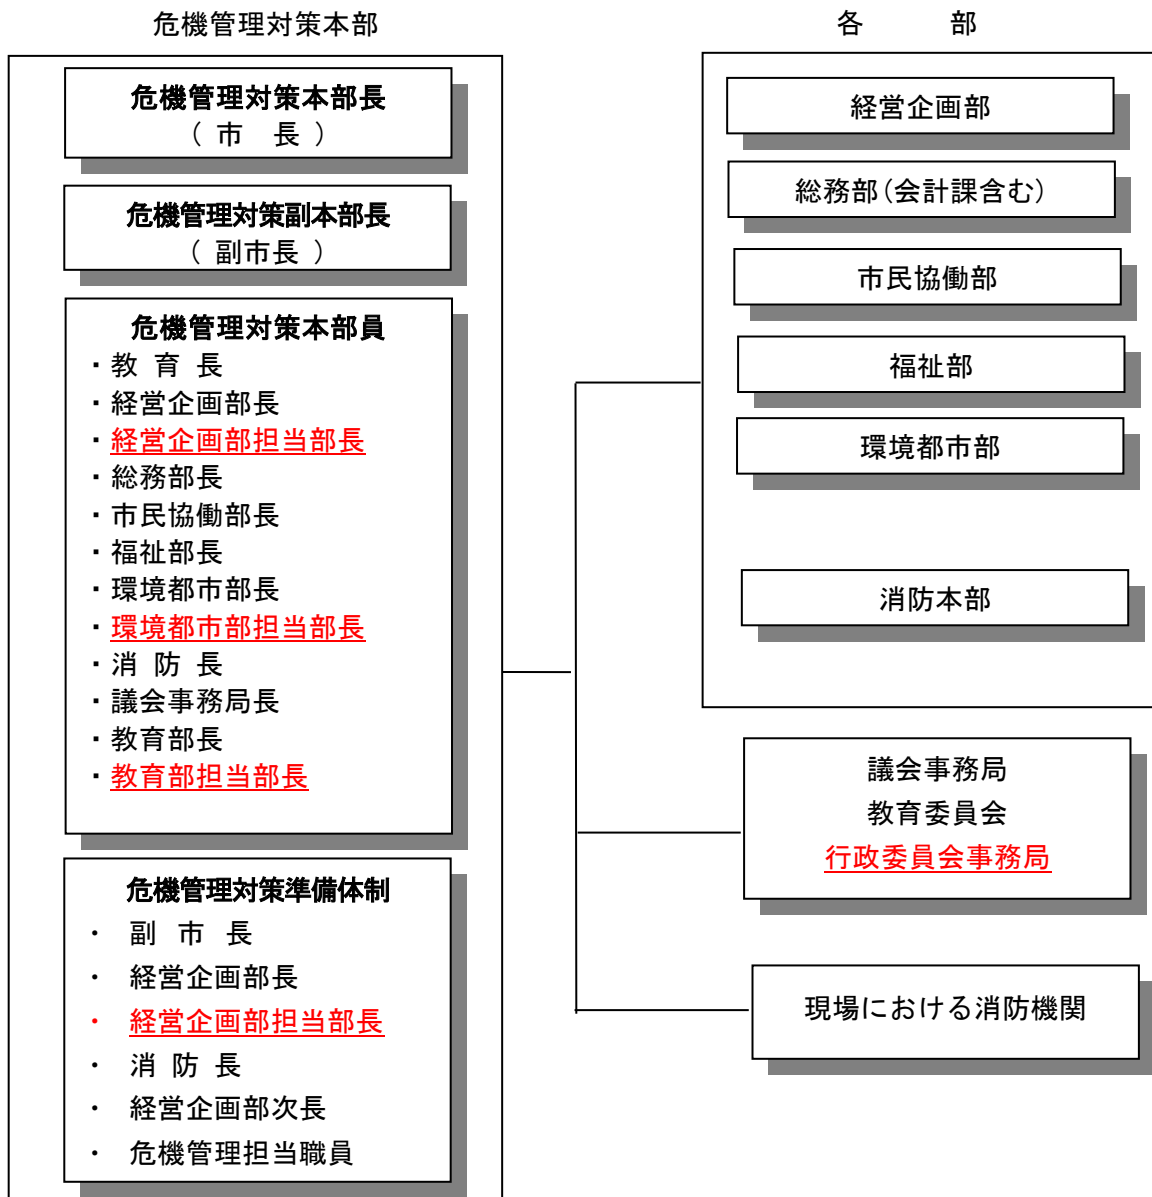 危機管理対策本部
危機管理対策本部長
（ 市　長 ）
危機管理対策副本部長
（ 副市長 ）
危機管理対策本部員
・教 育 長
・経営企画部長
・経営企画部担当部長
・総務部長
・市民協働部長
・福祉部長
・環境都市部長
・環境都市部担当部長
・消 防 長
・議会事務局長
・教育部長
・教育部担当部長
危機管理対策準備体制
・ 副 市 長
・ 経営企画部長
・ 経営企画部担当部長
・ 消 防 長
・ 経営企画部次長
・ 危機管理担当職員
各　　　部
経営企画部
総務部（会計課含む）
市民協働部
福祉部
環境都市部
消防本部
議会事務局
教育委員会
行政委員会事務局
現場における消防機関